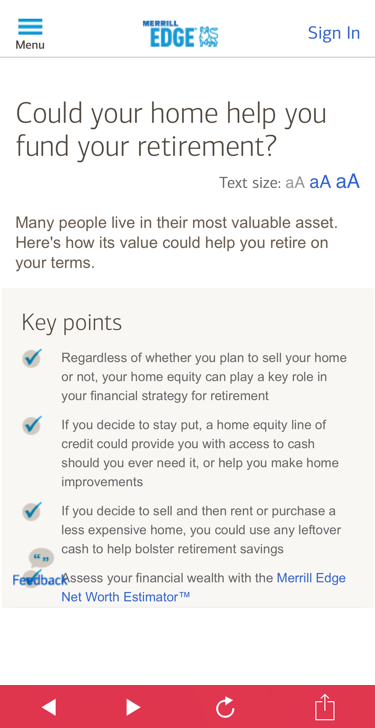 Menu
MERRILL
EDGE
Sign In
Could your home help you
fund your retirement?
Text size: aA aA aA
Many people live in their most valuable asset.
Here's how its value could help you retire on
your terms.
Key points
Regardless of whether you plan to sell your home
or not, your home equity can play a key role in
your financial strategy for retirement
If you decide to stay put, a home equity line of
credit could provide you with access to cash
should you ever need it, or help you make home
improvements
If you decide to sell and then rent or purchase a
less expensive home, you could use any leftover
cash to help bolster retirement savings
Feedback
Assess your financial wealth with the Merrill Edge
Net Worth Estimator™